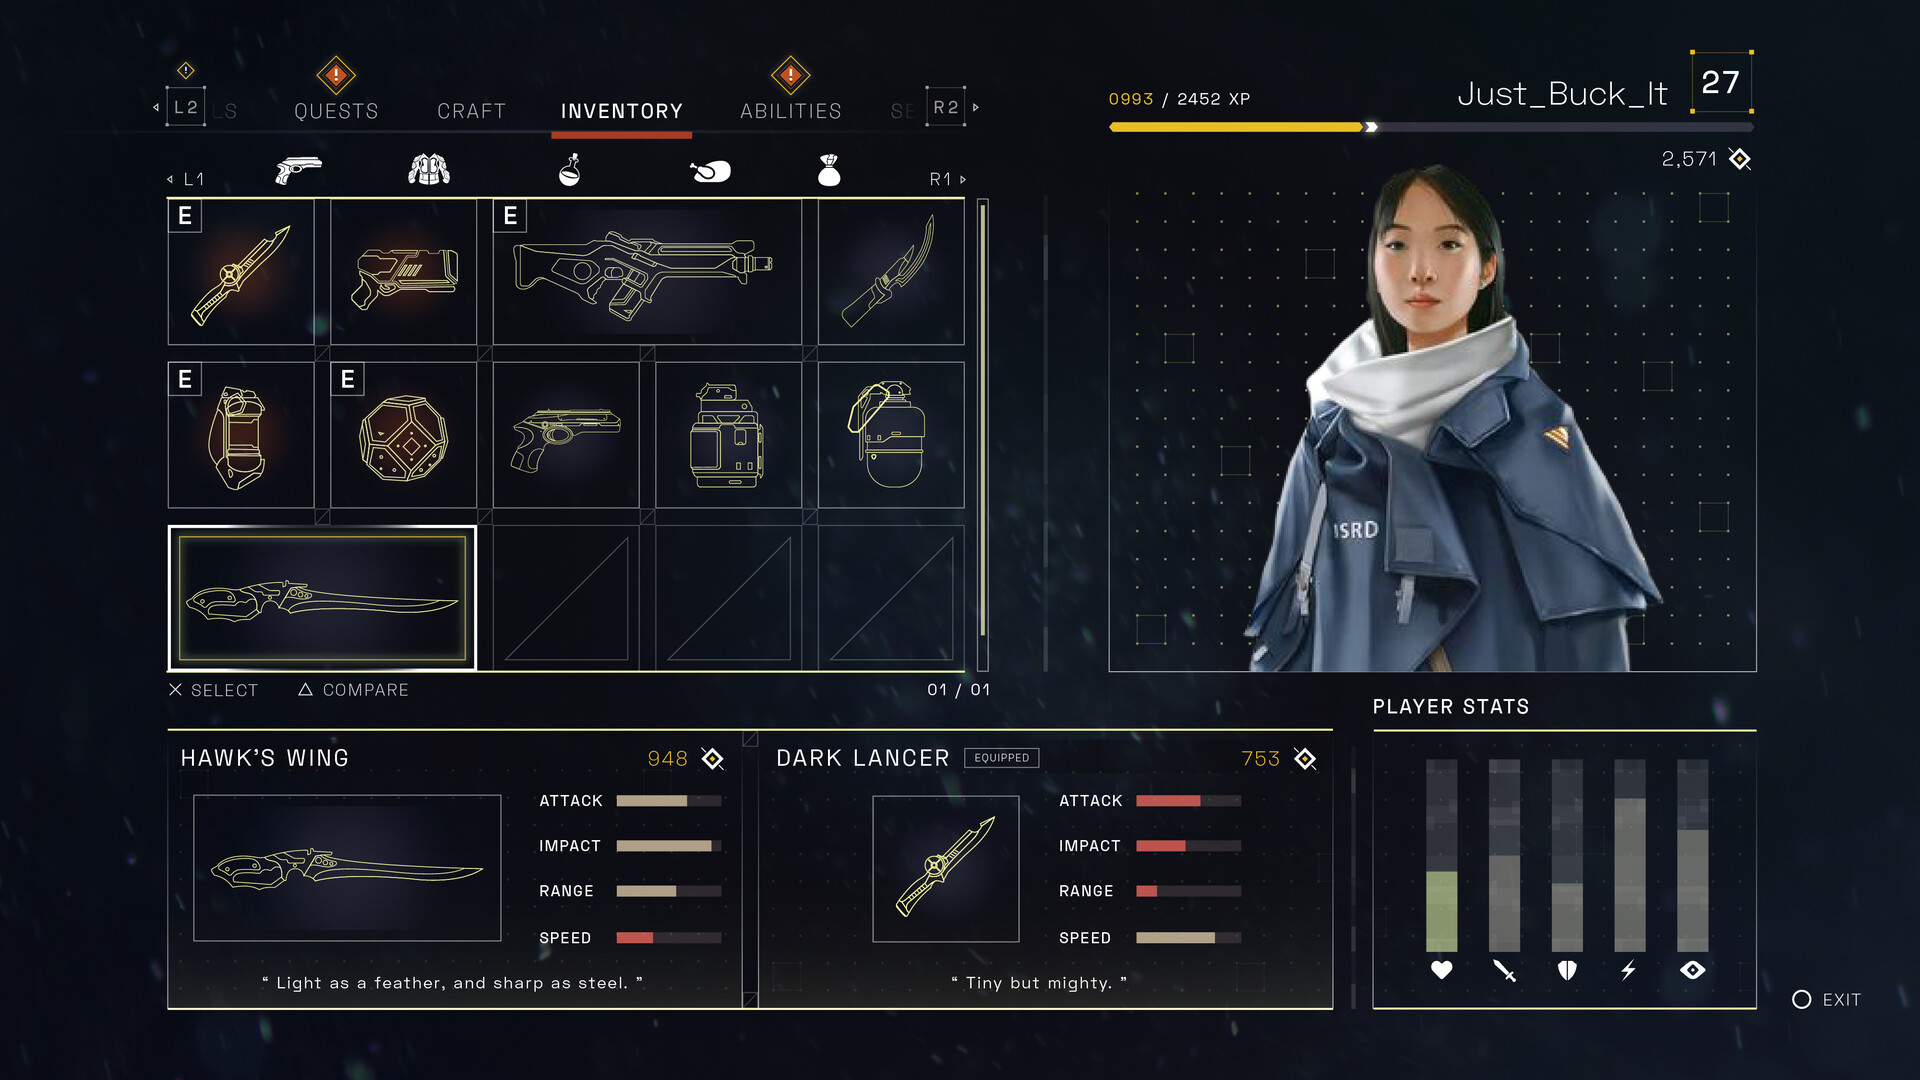 L2 LS QUESTS CRAFT INVENTORY ABILITIES SE R2
0993 / 2452 XP
Just_Buck_It 27
2,571
L1 R1
E E
E E
ISRD
SELECT COMPARE 01 / 01
PLAYER STATS
HAWK'S WING 948
ATTACK
IMPACT
RANGE
SPEED
“ Light as a feather, and sharp as steel. ”
DARK LANCER EQUIPPED 753
ATTACK
IMPACT
RANGE
SPEED
“ Tiny but mighty. ”
EXIT